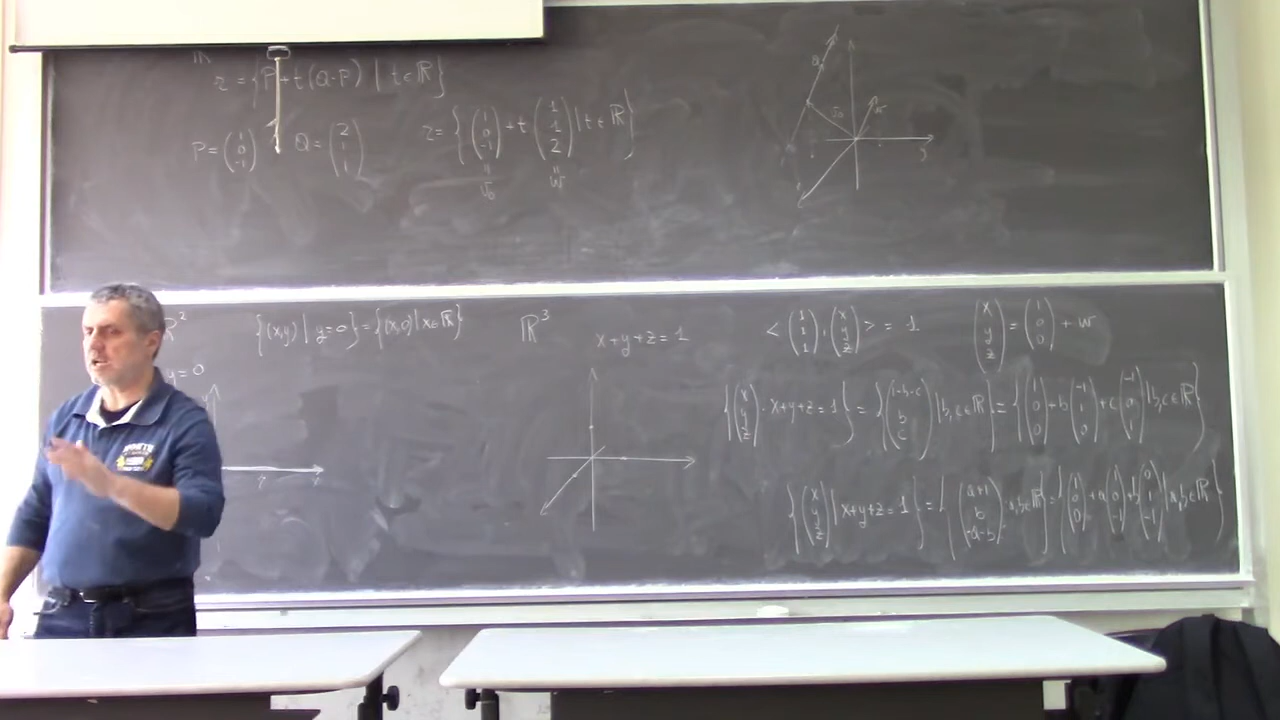 ℝ
r = {P + t(Q-P) | t∈ℝ}
P = (1 0 -1) Q = (2 1 1) r = {(1 0 -1) + t (1 1 2) | t∈ℝ}
v₀ w
ℝ² {(x,y) | y=0} = {(x,0) | x∈ℝ} ℝ³ x+y+z=1 < (1 1 1), (x y z) > = 1 (x y z) = (1 0 0) + w
y=0
{(x y z) . x+y+z=1} = {(1-b-c b c) | b,c∈ℝ} = {(1 0 0) + b (-1 1 0) + c (-1 0 1) | b,c∈ℝ}
{(x y z) | x+y+z=1} = {(a+1 b -a-b) . a,b∈ℝ} = {(1 0 0) + a (1 0 -1) + b (0 1 -1) | a,b∈ℝ}